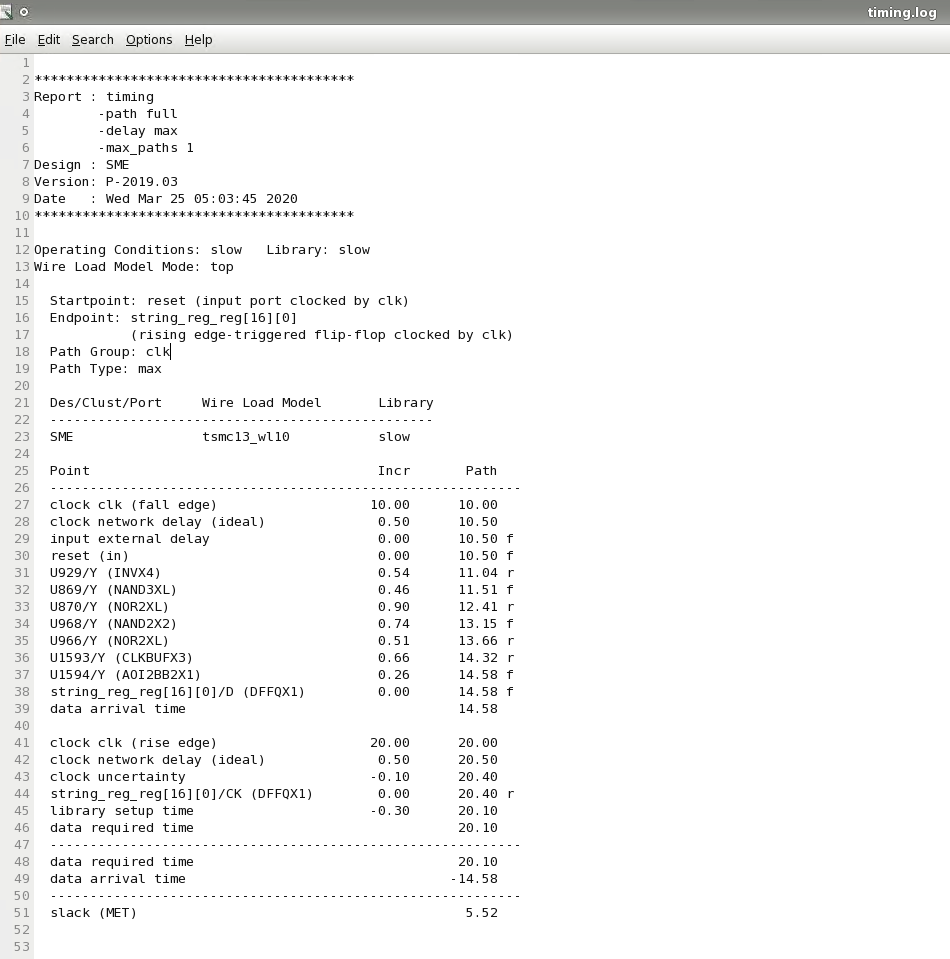 timing.log
File Edit Search Options Help
1
2 ****************************************
3 Report : timing
4         -path full
5         -delay max
6         -max_paths 1
7 Design : SME
8 Version: P-2019.03
9 Date   : Wed Mar 25 05:03:45 2020
10 ****************************************
11
12 Operating Conditions: slow   Library: slow
13 Wire Load Model Mode: top
14
15   Startpoint: reset (input port clocked by clk)
16   Endpoint: string_reg_reg[16][0]
17             (rising edge-triggered flip-flop clocked by clk)
18   Path Group: clk
19   Path Type: max
20
21   Des/Clust/Port     Wire Load Model       Library
22   ------------------------------------------------
23   SME                tsmc13_wl10           slow
24
25   Point                                    Incr       Path
26   -----------------------------------------------------------
27   clock clk (fall edge)                   10.00      10.00
28   clock network delay (ideal)              0.50      10.50
29   input external delay                     0.00      10.50 f
30   reset (in)                               0.00      10.50 f
31   U929/Y (INVX4)                           0.54      11.04 r
32   U869/Y (NAND3XL)                         0.46      11.51 f
33   U870/Y (NOR2XL)                          0.90      12.41 r
34   U968/Y (NAND2X2)                         0.74      13.15 f
35   U966/Y (NOR2XL)                          0.51      13.66 r
36   U1593/Y (CLKBUFX3)                       0.66      14.32 r
37   U1594/Y (AOI2BB2X1)                      0.26      14.58 f
38   string_reg_reg[16][0]/D (DFFQX1)         0.00      14.58 f
39   data arrival time                                  14.58
40
41   clock clk (rise edge)                   20.00      20.00
42   clock network delay (ideal)              0.50      20.50
43   clock uncertainty                       -0.10      20.40
44   string_reg_reg[16][0]/CK (DFFQX1)        0.00      20.40 r
45   library setup time                      -0.30      20.10
46   data required time                                 20.10
47   -----------------------------------------------------------
48   data required time                                 20.10
49   data arrival time                                 -14.58
50   -----------------------------------------------------------
51   slack (MET)                                         5.52
52
53